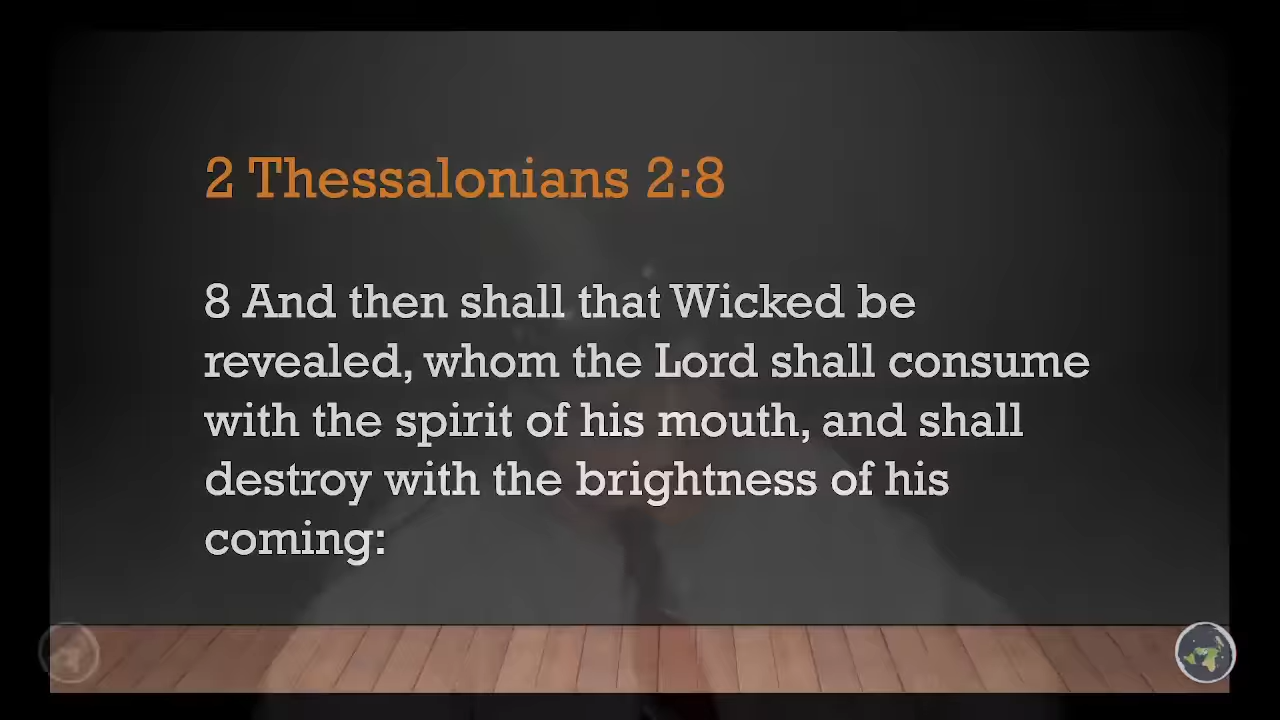 2 Thessalonians 2:8
8 And then shall that Wicked be
revealed, whom the Lord shall consume
with the spirit of his mouth, and shall
destroy with the brightness of his
coming: